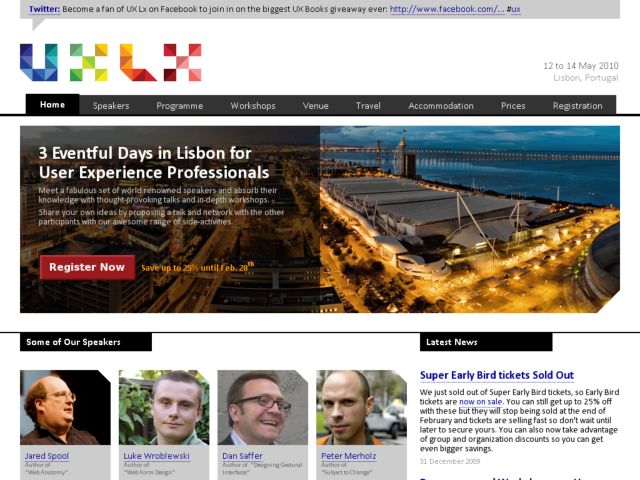 Twitter: Become a fan of UX Lx on Facebook to join in on the biggest UX Books giveaway ever: http://www.facebook.com/... #ux
UXLX
12 to 14 May 2010
Lisbon, Portugal
Home Speakers Programme Workshops Venue Travel Accommodation Prices Registration
3 Eventful Days in Lisbon for
User Experience Professionals
Meet a fabulous set of world renowned speakers and absorb their
knowledge with thought-provoking talks and in-depth workshops.
Share your own ideas by proposing a talk and network with the other
participants with our awesome range of side-activities.
Register Now Save up to 25% until Feb. 28th
Some of Our Speakers
Jared Spool
Author of
"Web Anatomy"
Luke Wroblewski
Author of
"Web Form Design"
Dan Saffer
Author of "Designing Gestural
Interfaces"
Peter Merholz
Author of
"Subject to Change"
Latest News
Super Early Bird tickets Sold Out
We just sold out of Super Early Bird tickets, so Early Bird
tickets are now on sale. You can still get up to 25% off
with these but they will stop being sold at the end of
February and tickets are selling fast so don't wait until
later to secure yours. You can also now take advantage
of group and organization discounts so you can get
even bigger savings.
31 December 2009